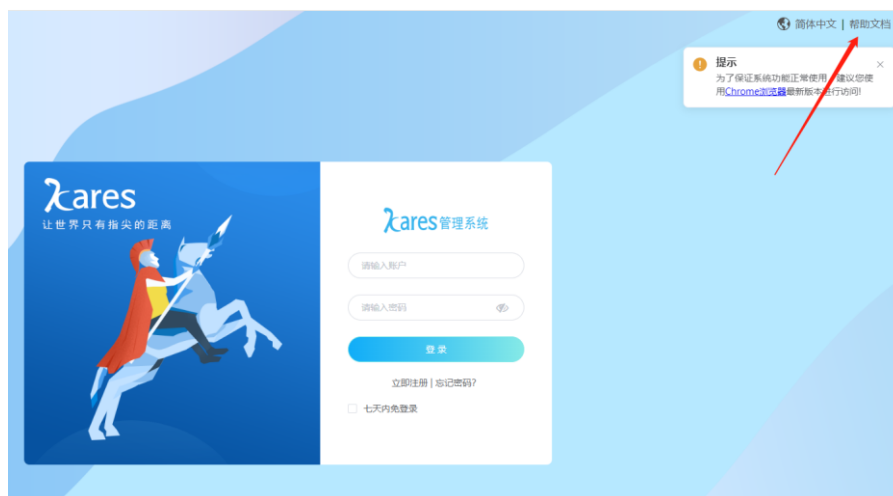 简体中文 | 帮助文档
提示
为了保证系统功能正常使用，建议您使
用Chrome浏览器最新版本进行访问!
kares
让世界只有指尖的距离
kares管理系统
请输入账户
请输入密码
登录
立即注册 | 忘记密码?
七天内免登录